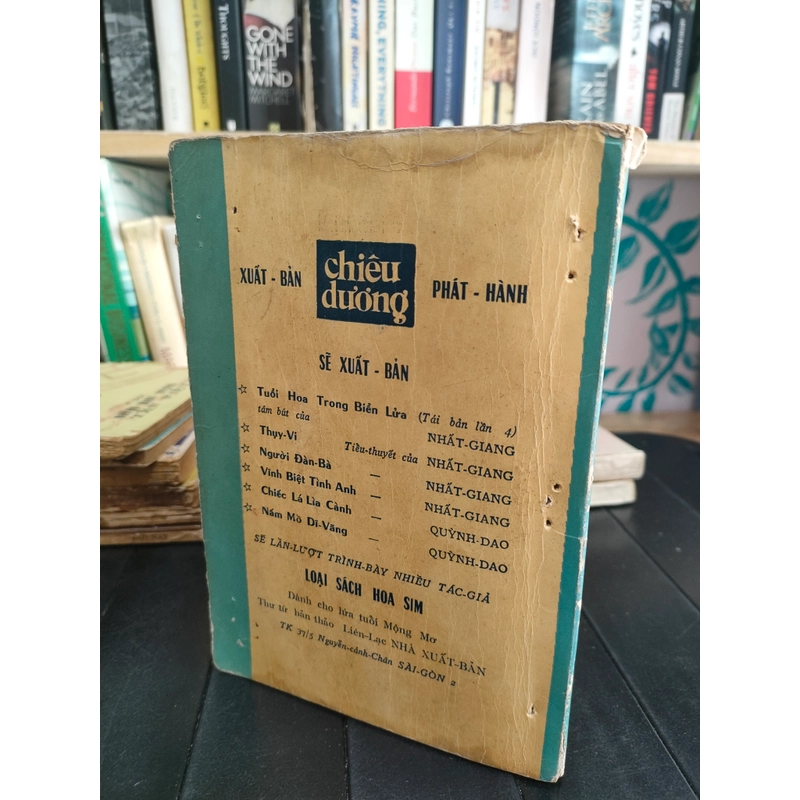 Thoughts
GONE
WITH THE
WIND
XUẤT - BẢN
chiêu
dương
PHÁT - HÀNH
SẼ XUẤT - BẢN
☆ Tuổi Hoa Trong Biển Lửa (Tái bản lần 4)
tám bút của NHẤT-GIANG
☆ Thụy-Vi Tiểu-thuyết của NHẤT-GIANG
☆ Người Đàn-Bà — NHẤT-GIANG
☆ Vĩnh Biệt Tình Anh — NHẤT-GIANG
☆ Chiếc Lá Lìa Cành — QUỲNH-DAO
☆ Nấm Mồ Dĩ-Vãng — QUỲNH-DAO
SẼ LẦN-LƯỢT TRÌNH-BÀY NHIỀU TÁC-GIẢ
LOẠI SÁCH HOA SIM
Dành cho lứa tuổi Mộng Mơ
Thư từ bản thảo Liên-Lạc NHÀ XUẤT-BẢN
TK 37/5 Nguyễn-cảnh-Chân SÀI-GÒN 2